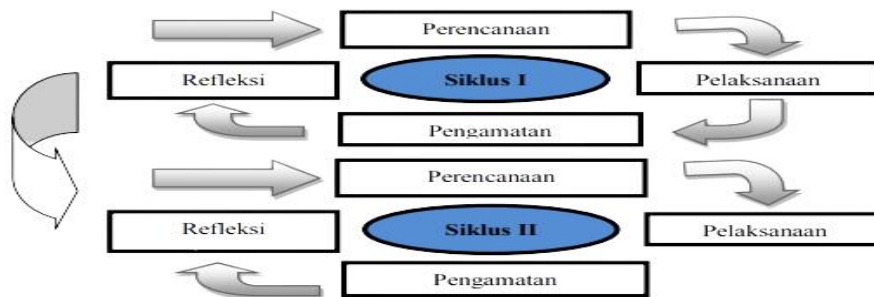 Perencanaan
Refleksi
Siklus I
Pelaksanaan
Pengamatan
Perencanaan
Refleksi
Siklus II
Pelaksanaan
Pengamatan